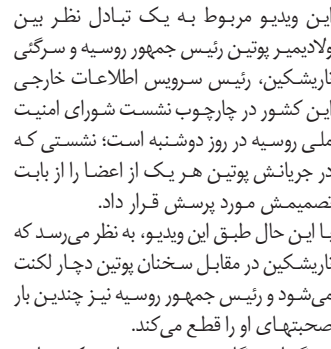 این ویدیو مربوط به یک تبادل نظر بین
ولادیمیر پوتین رئیس جمهور روسیه و سرگئی
ناریشکین، رئیس سرویس اطلاعات خارجی
این کشور در چارچوب نشست شورای امنیت
ملی روسیه در روز دوشنبه است؛ نشستی که
در جریانش پوتین هر یک از اعضا را از بابت
تصمیمش مورد پرسش قرار داد.
با این حال طبق این ویدیو، به نظر می‌رسد که
ناریشکین در مقابل سخنان پوتین دچار لکنت
می‌شود و رئیس جمهور روسیه نیز چندین بار
صحبتهای او را قطع می‌کند.